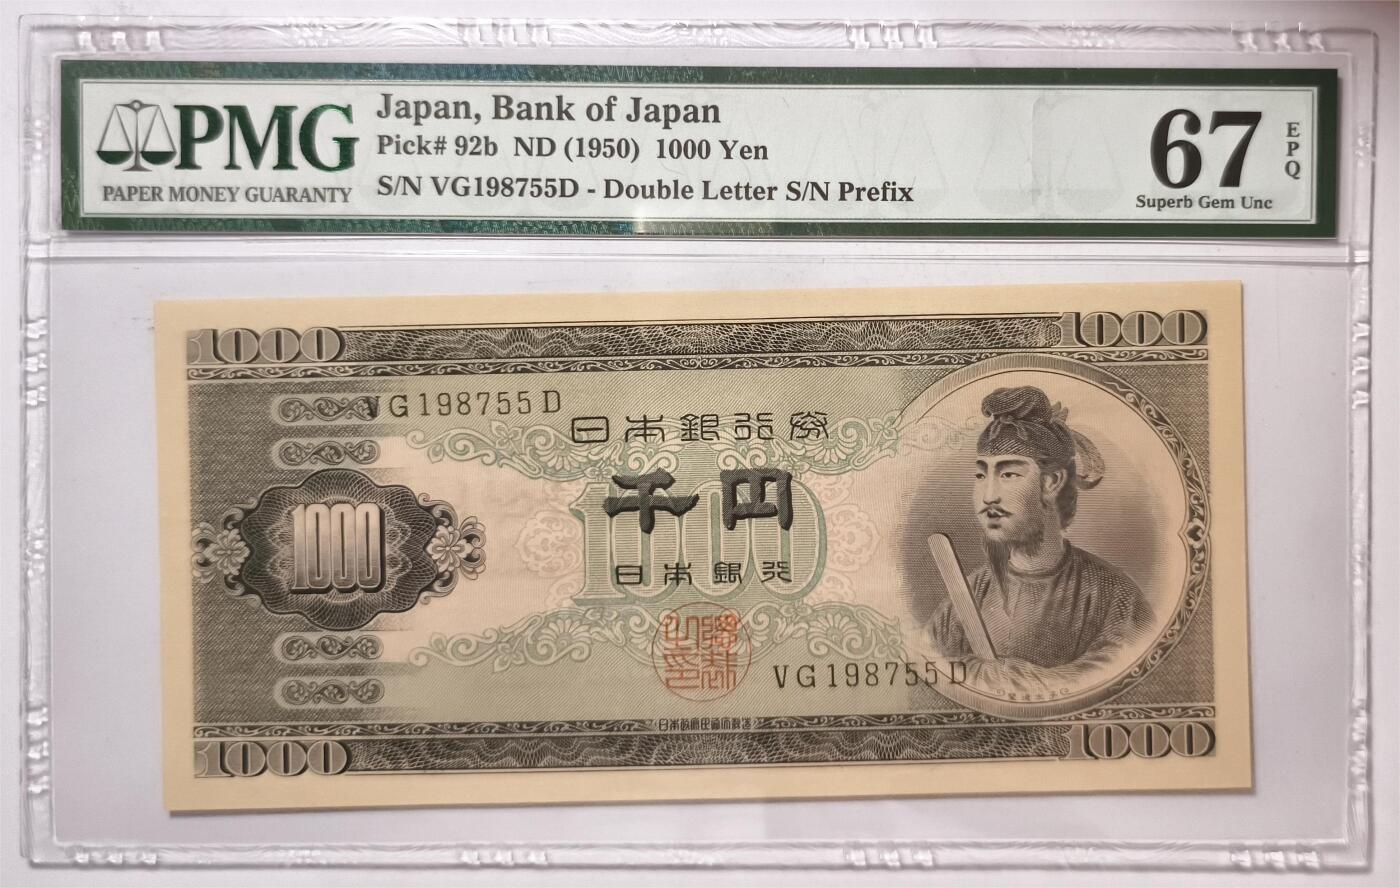 PMG
PAPER MONEY GUARANTY
Japan, Bank of Japan
Pick# 92b ND (1950) 1000 Yen
S/N VG198755D - Double Letter S/N Prefix
67
EPQ
Superb Gem Unc
1000
1000
VG198755D
日本銀行券
千円
1000
1000
日本銀行
VG198755D
1000
1000